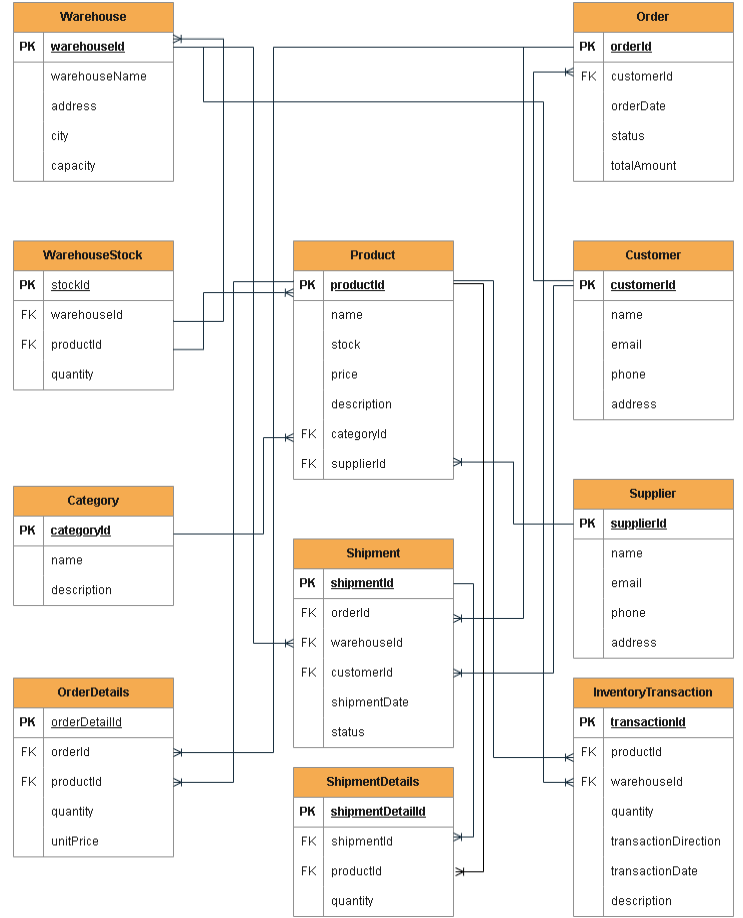 Warehouse
PK warehouseId
warehouseName
address
city
capacity
Order
PK orderId
FK customerId
orderDate
status
totalAmount
WarehouseStock
PK stockId
FK warehouseId
FK productId
quantity
Product
PK productId
name
stock
price
description
FK categoryId
FK supplierId
Customer
PK customerId
name
email
phone
address
Category
PK categoryId
name
description
Shipment
PK shipmentId
FK orderId
FK warehouseId
FK customerId
shipmentDate
status
Supplier
PK supplierId
name
email
phone
address
OrderDetails
PK orderDetailId
FK orderId
FK productId
quantity
unitPrice
ShipmentDetails
PK shipmentDetailId
FK shipmentId
FK productId
quantity
InventoryTransaction
PK transactionId
FK productId
FK warehouseId
quantity
transactionDirection
transactionDate
description